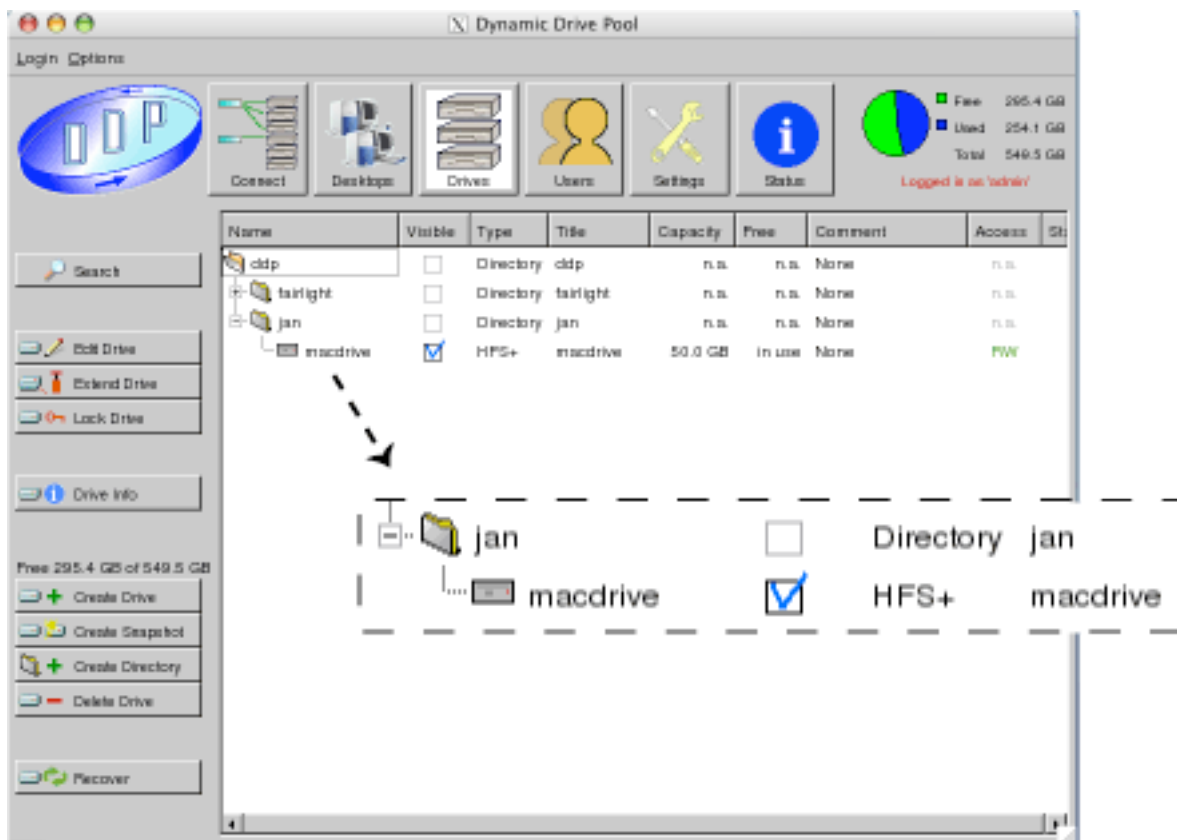 Dynamic Drive Pool
Login Options
DDP
Connect Desktops Drives Users Settings Status
Free 295.4 GB
Used 254.1 GB
Total 549.5 GB
Logged in as 'admin'
Name Visible Type Title Capacity Free Comment Access
ddp Directory ddp n.a. n.a. None n.a.
fairlight Directory fairlight n.a. n.a. None n.a.
jan Directory jan n.a. n.a. None n.a.
macdrive HFS+ macdrive 50.0 GB in use None RW
Search
Edit Drive
Extend Drive
Lock Drive
Drive Info
Free 295.4 GB of 549.5 GB
Create Drive
Create Snapshot
Create Directory
Delete Drive
Recover
jan Directory jan
macdrive HFS+ macdrive